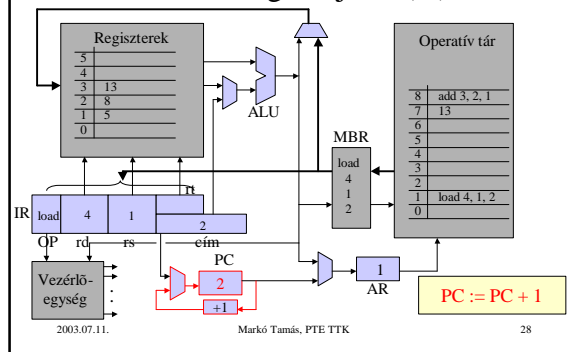 Regiszterek
5
4
3 13
2 8
1 5
0
ALU
Operatív tár
8 add 3, 2, 1
7 13
6
5
4
3
2
1 load 4, 1, 2
0
MBR
load
4
1
2
rt
IR load 4 1
2
OP rd rs cím
PC
2
+1
1
AR
Vezérlő-
egység
PC := PC + 1
2003.07.11. Markó Tamás, PTE TTK 28